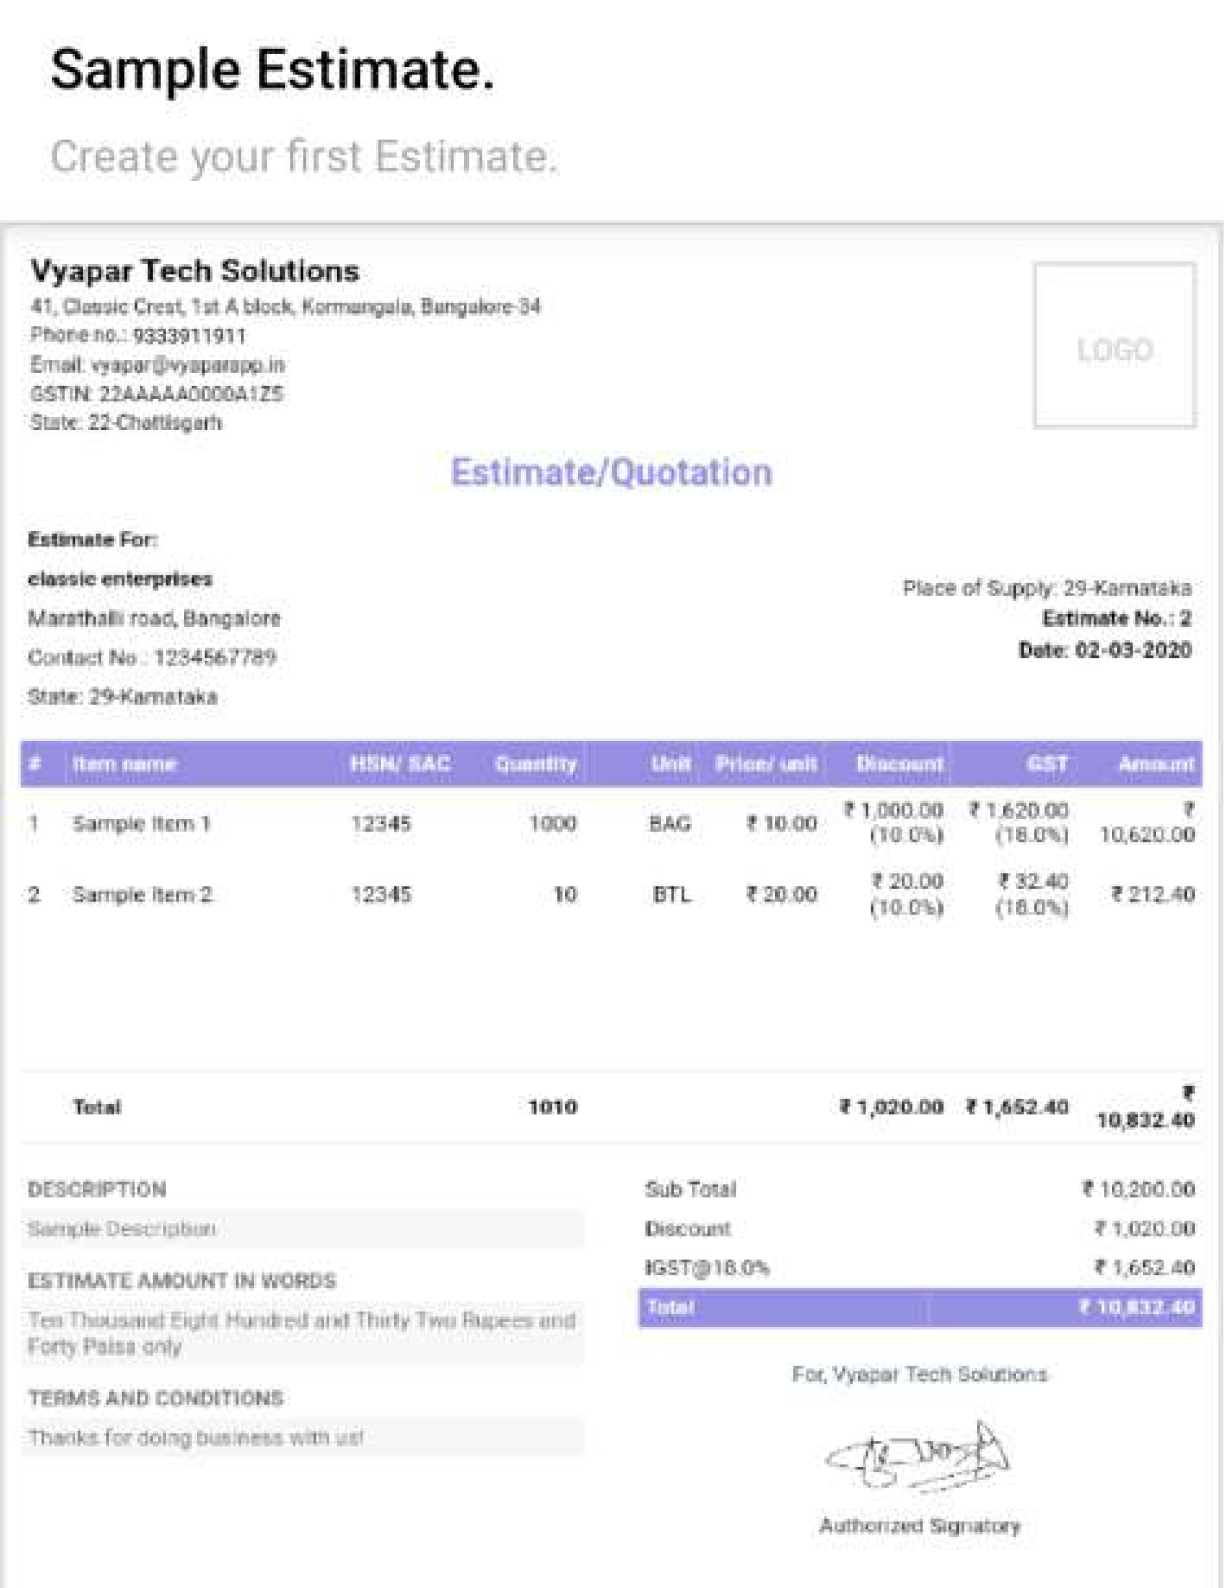 Sample Estimate.
Create your first Estimate.
Vyapar Tech Solutions
41, Classic Crest, 1st A block, Kormangala, Bangalore-34
Phone no.: 9333911911
Email: vyapar@vyaparapp.in
GSTIN: 22AAAAA0000A1Z5
State: 22-Chattisgarh
LOGO
Estimate/Quotation
Estimate For:
classic enterprises
Marathalli road, Bangalore
Contact No.: 1234567789
State: 29-Karnataka
Place of Supply: 29-Karnataka
Estimate No.: 2
Date: 02-03-2020
# Item name HSN/ SAC Quantity Unit Price/ unit Discount GST Amount
1 Sample Item 1 12345 1000 BAG ₹ 10.00 ₹ 1,000.00 (10.0%) ₹ 1,620.00 (18.0%) ₹ 10,620.00
2 Sample Item 2 12345 10 BTL ₹ 20.00 ₹ 20.00 (10.0%) ₹ 32.40 (18.0%) ₹ 212.40
Total 1010 ₹ 1,020.00 ₹ 1,652.40 ₹ 10,832.40
DESCRIPTION
Sample Description
ESTIMATE AMOUNT IN WORDS
Ten Thousand Eight Hundred and Thirty Two Rupees and
Forty Paisa only
TERMS AND CONDITIONS
Thanks for doing business with us!
Sub Total ₹ 10,200.00
Discount ₹ 1,020.00
IGST@18.0% ₹ 1,652.40
Total ₹ 10,832.40
For, Vyapar Tech Solutions
Authorized Signatory